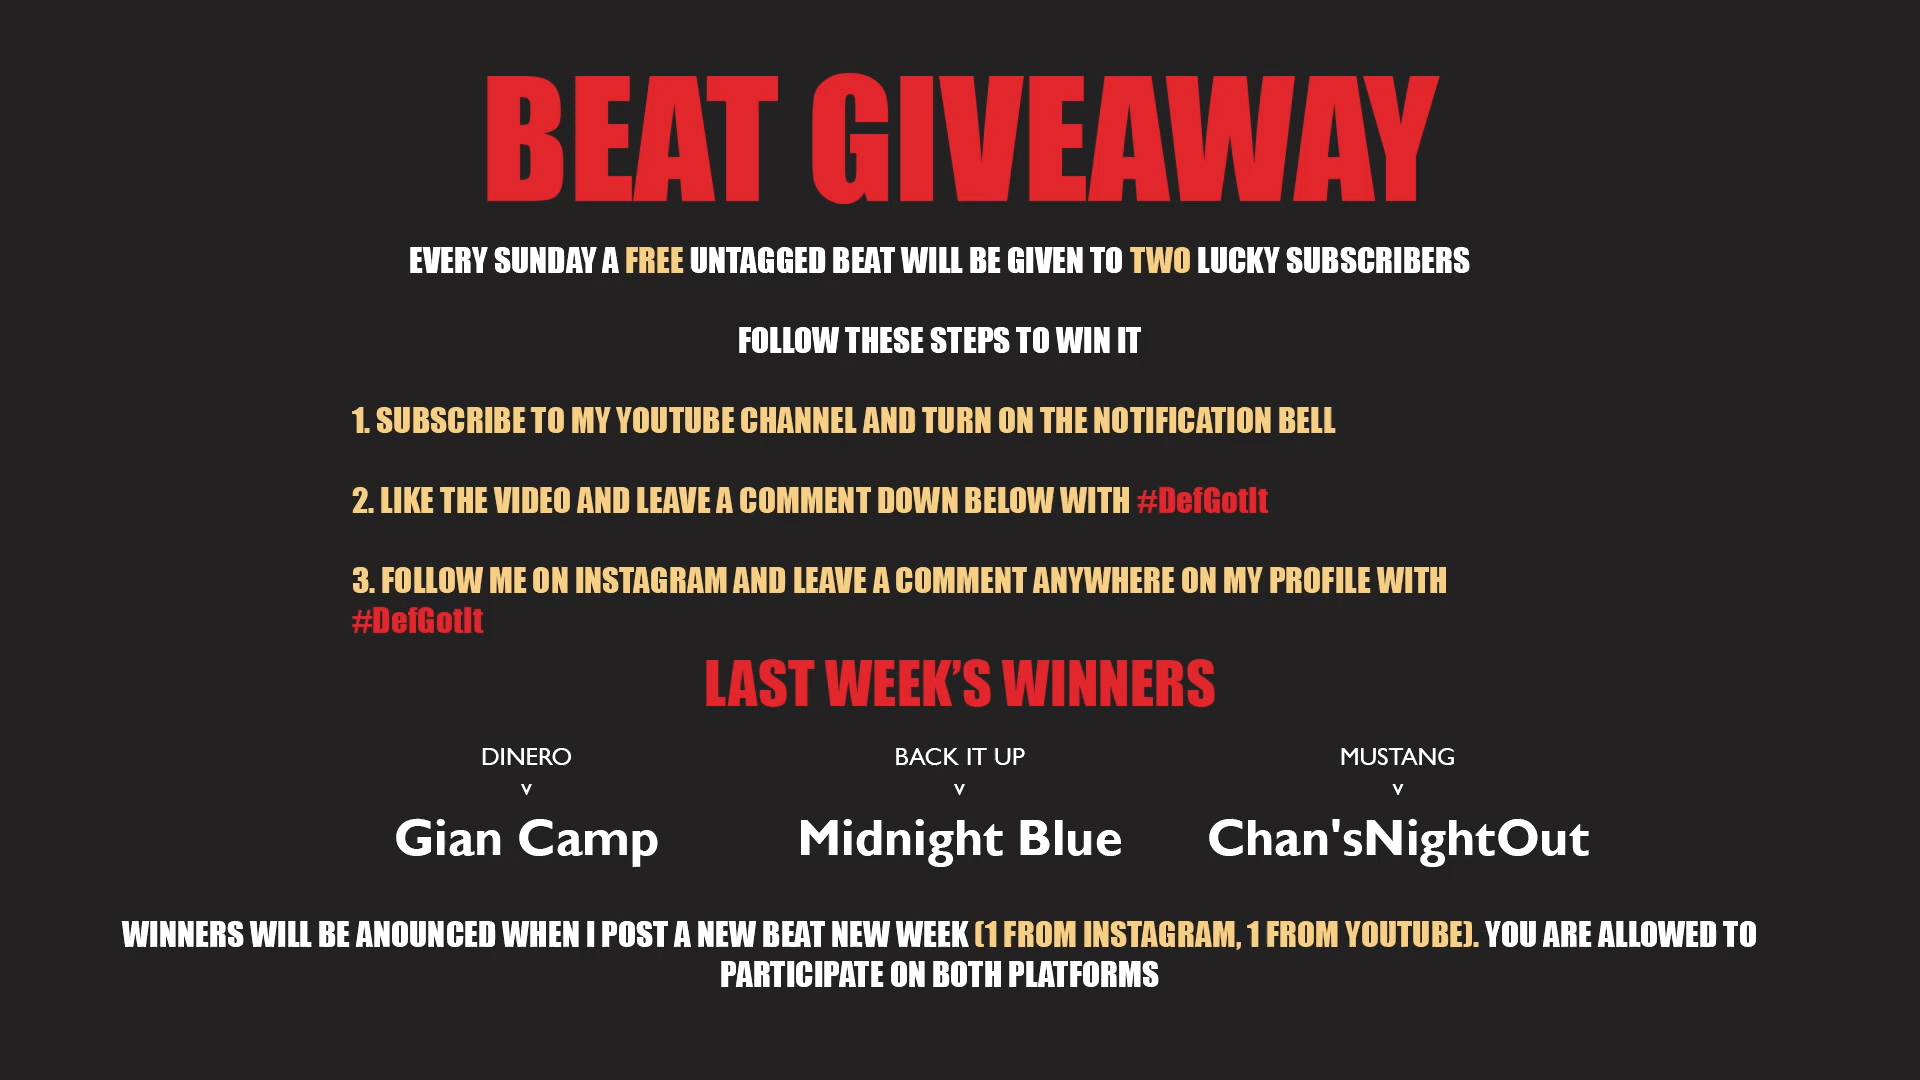 BEAT GIVEAWAY
EVERY SUNDAY A FREE UNTAGGED BEAT WILL BE GIVEN TO TWO LUCKY SUBSCRIBERS
FOLLOW THESE STEPS TO WIN IT
1. SUBSCRIBE TO MY YOUTUBE CHANNEL AND TURN ON THE NOTIFICATION BELL
2. LIKE THE VIDEO AND LEAVE A COMMENT DOWN BELOW WITH #DefGotIt
3. FOLLOW ME ON INSTAGRAM AND LEAVE A COMMENT ANYWHERE ON MY PROFILE WITH
#DefGotIt
LAST WEEK'S WINNERS
DINERO BACK IT UP MUSTANG
v v v
Gian Camp Midnight Blue Chan'sNightOut
WINNERS WILL BE ANOUNCED WHEN I POST A NEW BEAT NEW WEEK (1 FROM INSTAGRAM, 1 FROM YOUTUBE). YOU ARE ALLOWED TO
PARTICIPATE ON BOTH PLATFORMS